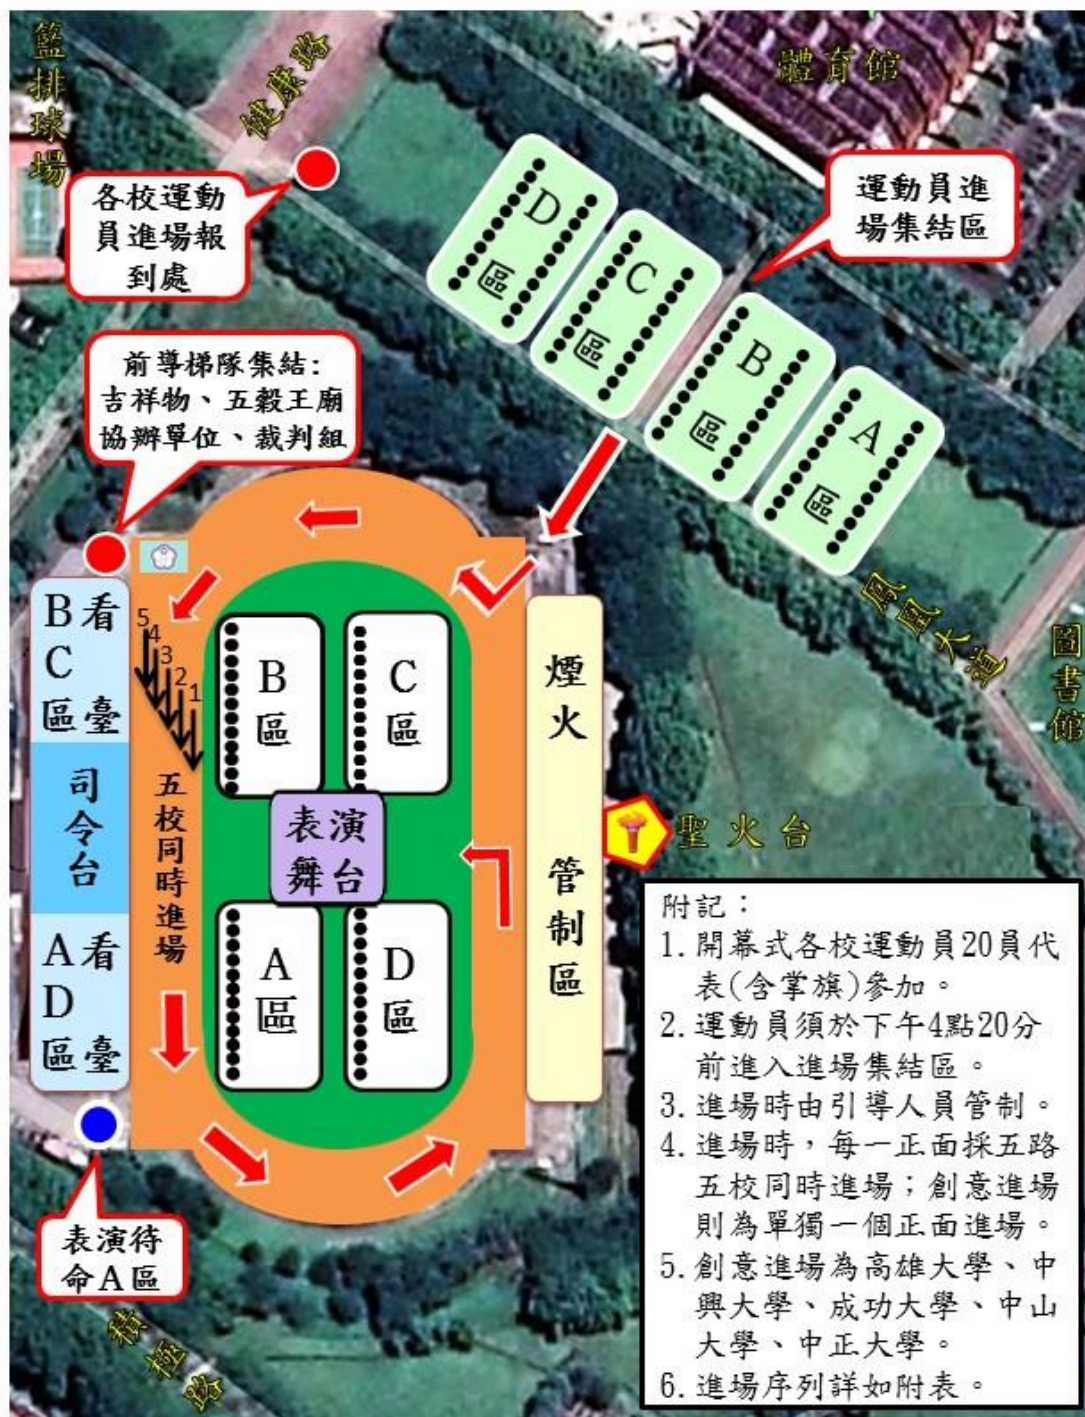 籃排球場
健康路
體育館
各校運動
員進場報
到處
運動員進
場集結區
D區
C區
B區
A區
前導梯隊集結:
吉祥物、五穀王廟
協辦單位、裁判組
鳳凰大道
圖書館
B C區
看臺
司令台
A D區
看臺
5
4
3
2
1
五校同時進場
B區
C區
表演
舞台
A區
D區
煙火 管制區
聖火台
表演待
命A區
積極路
附記：
1.開幕式各校運動員20員代
表(含掌旗)參加。
2.運動員須於下午4點20分
前進入進場集結區。
3.進場時由引導人員管制。
4.進場時，每一正面採五路
五校同時進場；創意進場
則為單獨一個正面進場。
5.創意進場為高雄大學、中
興大學、成功大學、中山
大學、中正大學。
6.進場序列詳如附表。